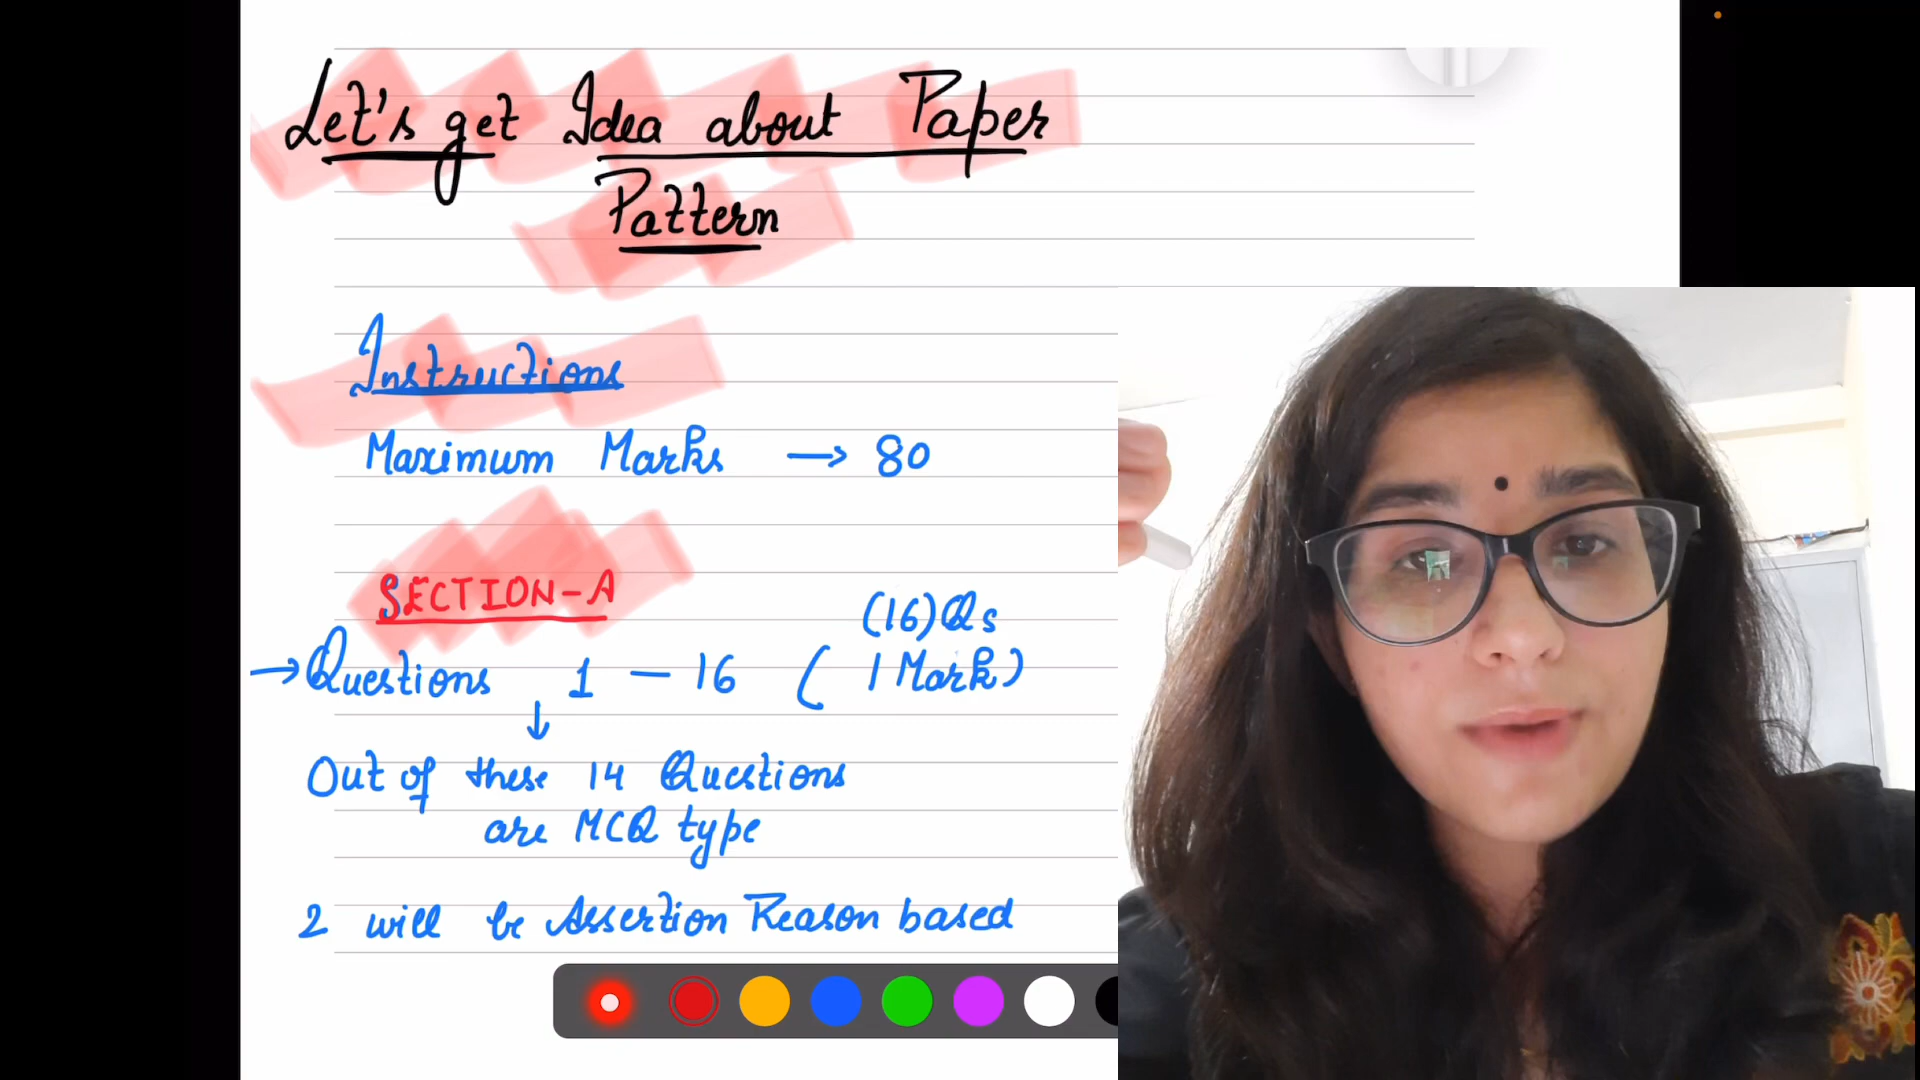 Let's get Idea about Paper
Pattern
Instructions
Maximum Marks → 80
SECTION-A
(16) Qs
→ Questions 1 — 16 ( 1 Mark)
↓
Out of these 14 Questions
are MCQ type
2 will be Assertion Reason based